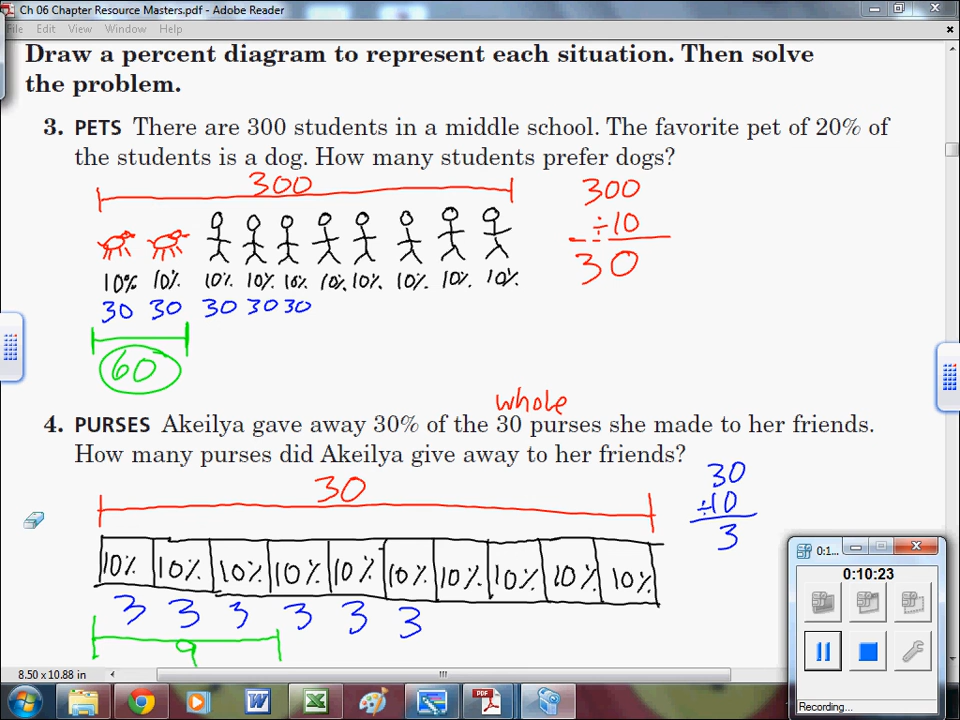 Ch 06 Chapter Resource Masters.pdf - Adobe Reader
File Edit View Window Help
Draw a percent diagram to represent each situation. Then solve
the problem.
3. PETS There are 300 students in a middle school. The favorite pet of 20% of
the students is a dog. How many students prefer dogs?
300
300
÷10
30
10% 10% 10% 10% 10% 10% 10% 10% 10% 10%
30 30 30 30 30
60
whole
4. PURSES Akeilya gave away 30% of the 30 purses she made to her friends.
How many purses did Akeilya give away to her friends?
30
30
÷10
3
10% 10% 10% 10% 10% 10% 10% 10% 10% 10%
3 3 3 3 3 3
9
0:1...
0:10:23
Recording...
8.50 x 10.88 in